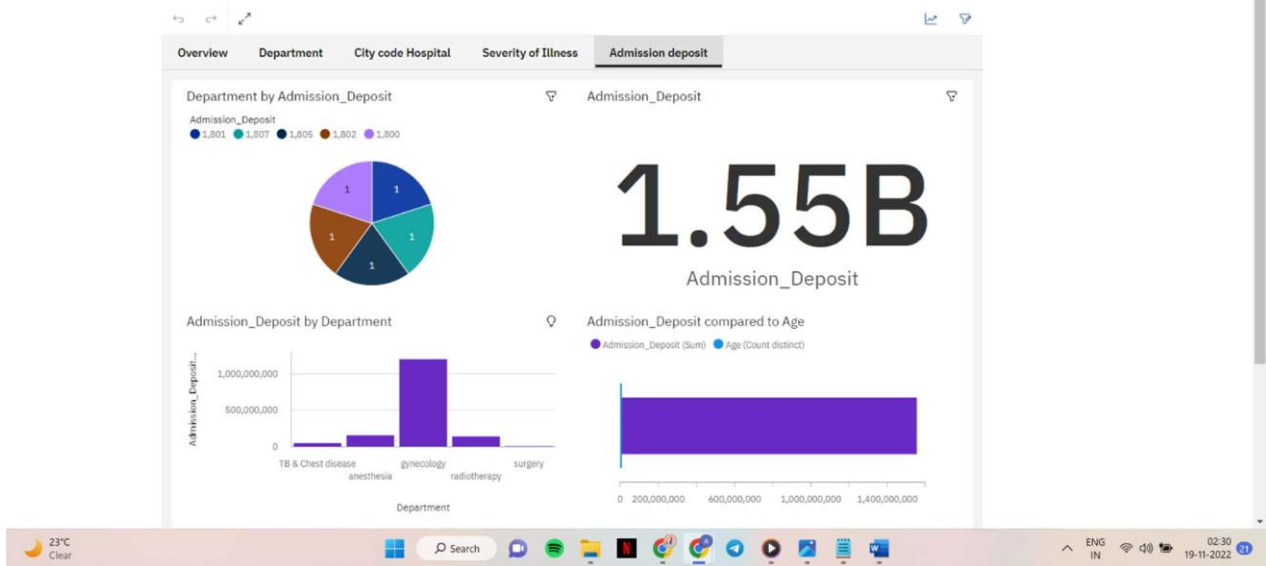 Overview Department City code Hospital Severity of Illness Admission deposit
Department by Admission_Deposit
Admission_Deposit
1,801 1,807 1,805 1,802 1,800
1
1
1
1
1
Admission_Deposit
1.55B
Admission_Deposit
Admission_Deposit by Department
Admission_Deposit...
1,000,000,000
500,000,000
0
TB & Chest disease
anesthesia
gynecology
radiotherapy
surgery
Department
Admission_Deposit compared to Age
Admission_Deposit (Sum) Age (Count distinct)
0 200,000,000 600,000,000 1,000,000,000 1,400,000,000
23°C
Clear
Search
ENG
IN
02:30
19-11-2022
21